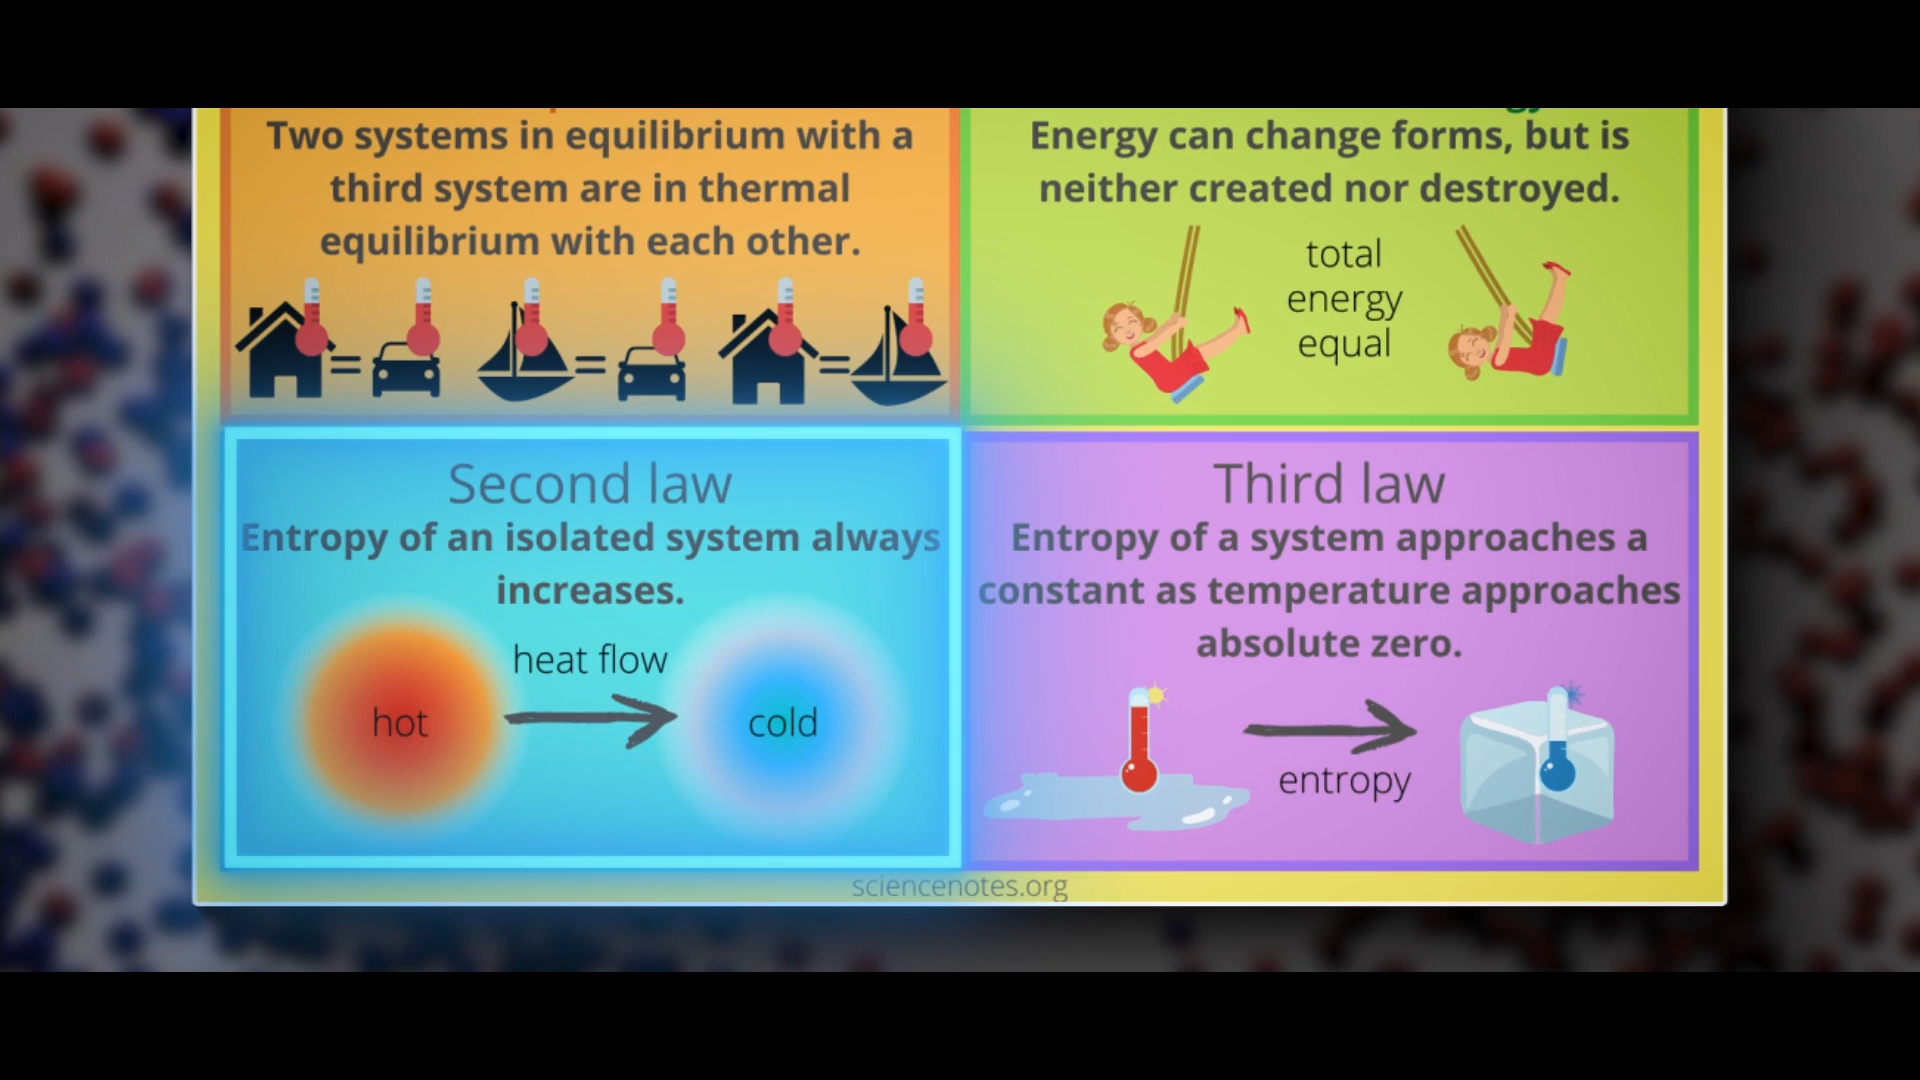 Two systems in equilibrium with a
third system are in thermal
equilibrium with each other.
= = =
Energy can change forms, but is
neither created nor destroyed.
total
energy
equal
Second law
Entropy of an isolated system always
increases.
heat flow
hot
cold
Third law
Entropy of a system approaches a
constant as temperature approaches
absolute zero.
entropy
sciencenotes.org